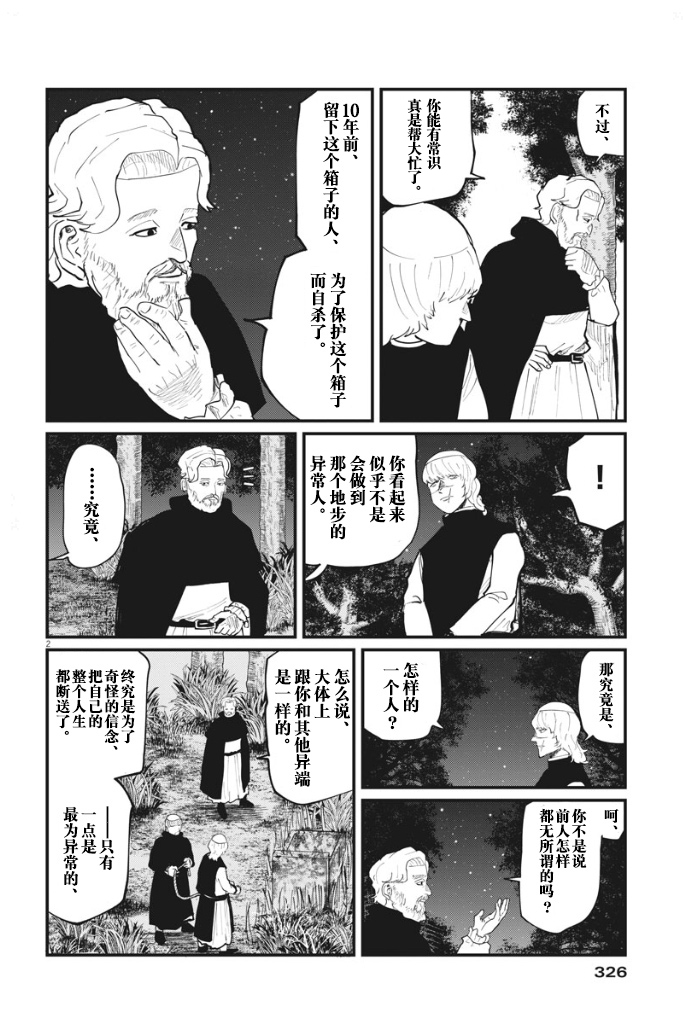 不过、
你能有常识
真是帮大忙了。
10年前、
留下这个箱子的人、
为了保护这个箱子
而自杀了。
！
你看起来
似乎不是
会做到
那个地步的
异常人。
……究竟、
那究竟是、
怎样的
一个人？
呵、
你不是说
前人怎样
都无所谓的吗？
怎么说、
大体上
跟你和其他异端
是一样的。
终究是为了
奇怪的信念、
把自己的
整个人生
都断送了。
——只有
一点是
最为异常的、
2
326